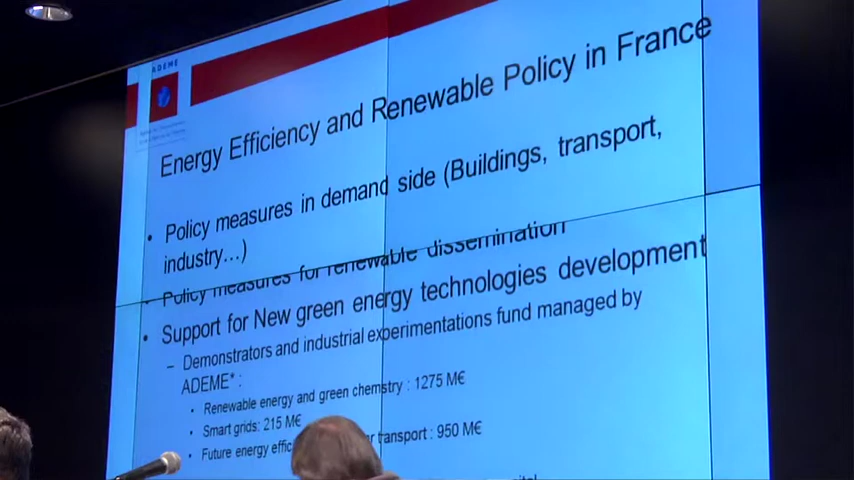 ADEME
Energy Efficiency and Renewable Policy in France
• Policy measures in demand side (Buildings, transport,
industry...)
• Policy measures for renewable dissemination
• Support for New green energy technologies development
– Demonstrators and industrial experimentations fund managed by
ADEME* :
• Renewable energy and green chemstry : 1275 M€
• Smart grids: 215 M€
• Future energy transport : 950 M€